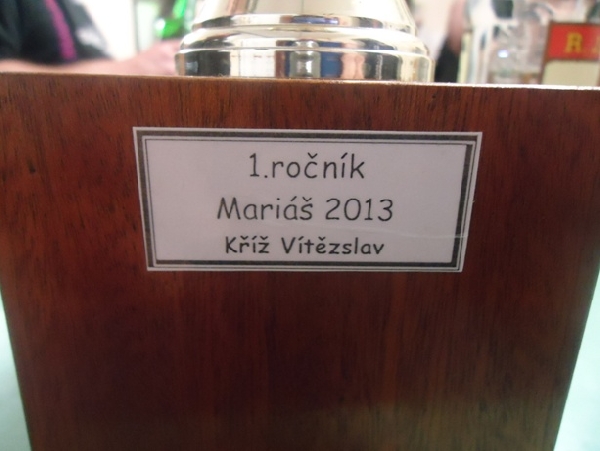 1.ročník
Mariáš 2013
Kříž Vítězslav
R.